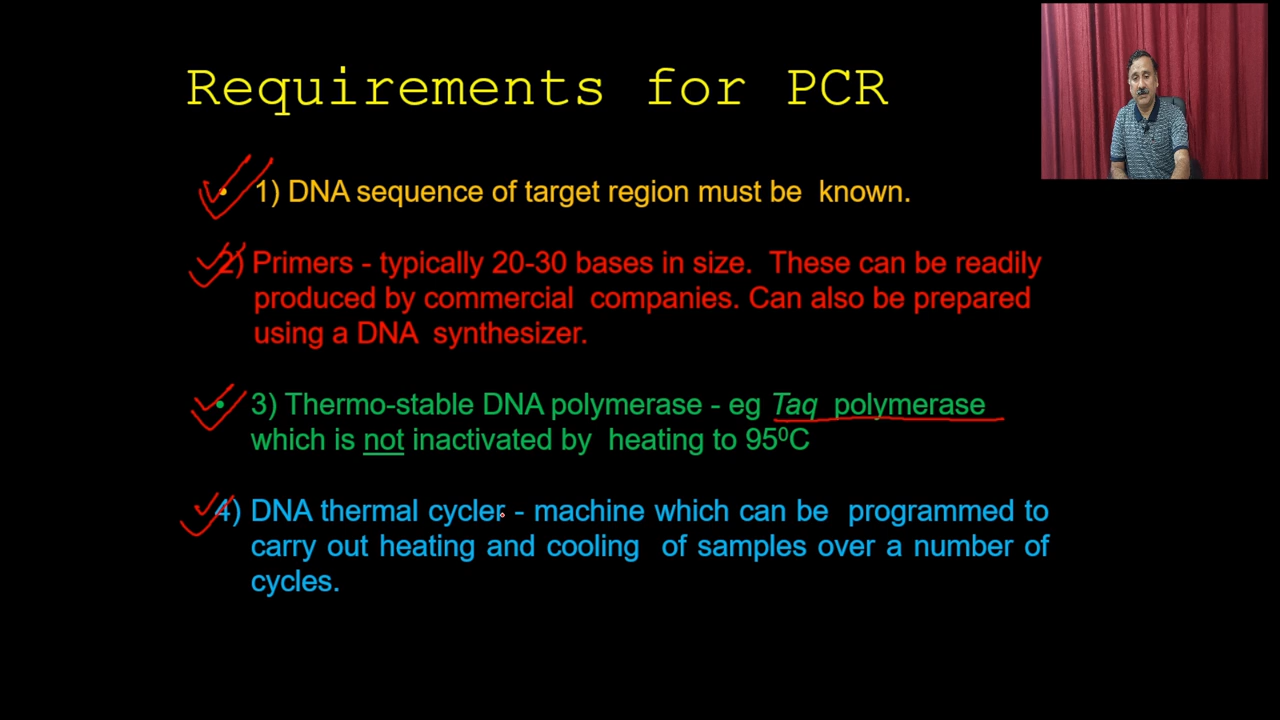 Requirements for PCR
• 1) DNA sequence of target region must be known.
2) Primers - typically 20-30 bases in size. These can be readily
produced by commercial companies. Can also be prepared
using a DNA synthesizer.
• 3) Thermo-stable DNA polymerase - eg Taq polymerase
which is not inactivated by heating to 95⁰C
4) DNA thermal cycler - machine which can be programmed to
carry out heating and cooling of samples over a number of
cycles.